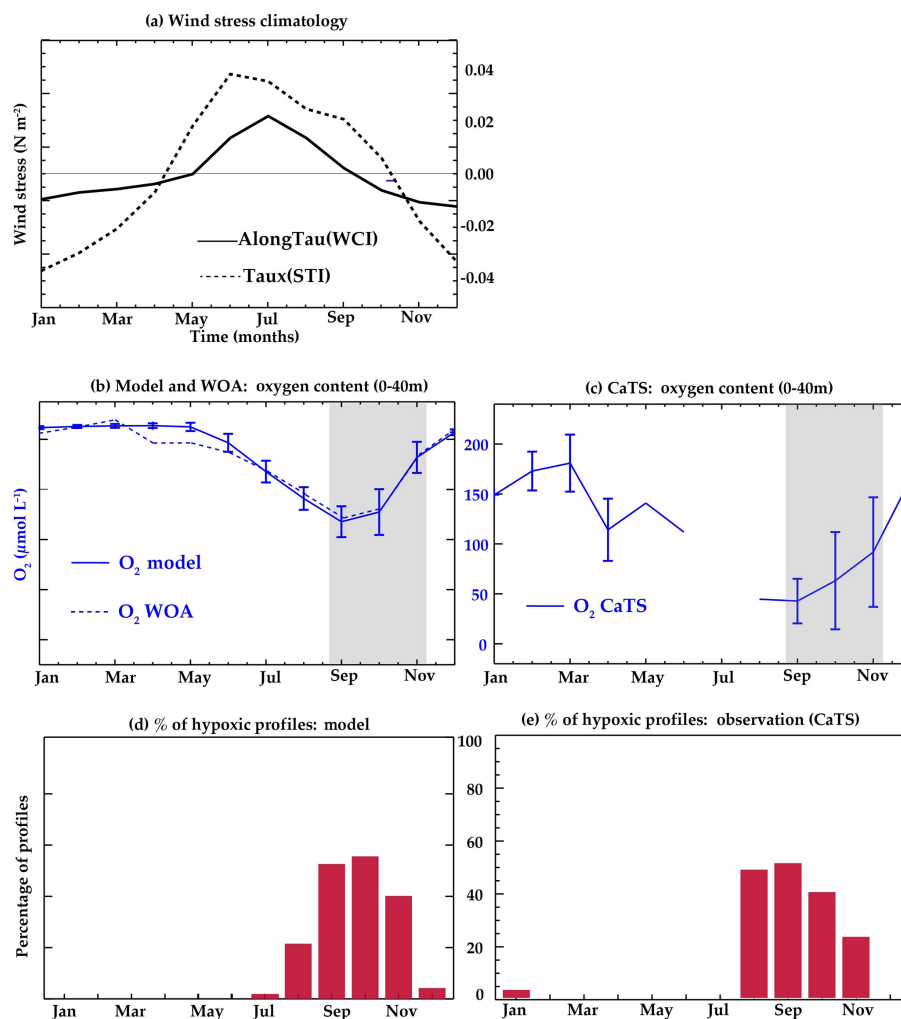 (a) Wind stress climatology
Wind stress (N m⁻²)
0.04
0.02
0.00
-0.02
-0.04
AlongTau(WCI)
Taux(STI)
Jan Mar May Jul Sep Nov
Time (months)
(b) Model and WOA: oxygen content (0-40m)
O₂ (µmol L⁻¹)
O₂ model
O₂ WOA
Jan Mar May Jul Sep Nov
(c) CaTS: oxygen content (0-40m)
200
150
100
50
0
O₂ CaTS
Jan Mar May Jul Sep Nov
(d) % of hypoxic profiles: model
Percentage of profiles
Jan Mar May Jul Sep Nov
(e) % of hypoxic profiles: observation (CaTS)
100
80
60
40
20
0
Jan Mar May Jul Sep Nov